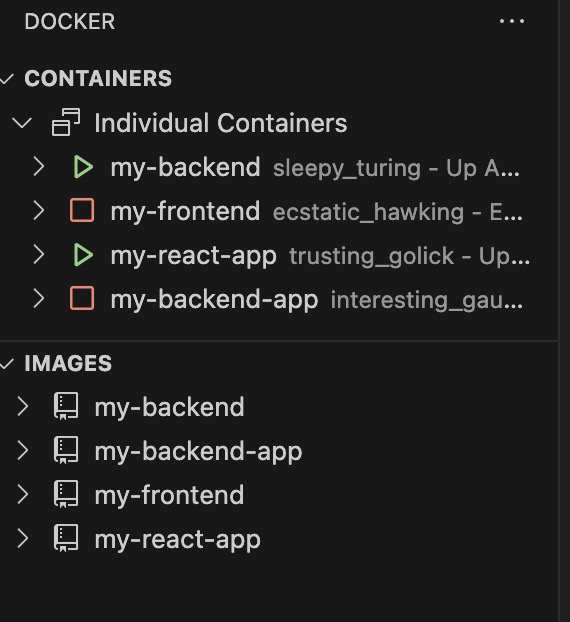 DOCKER
CONTAINERS
Individual Containers
my-backend sleepy_turing - Up A...
my-frontend ecstatic_hawking - E...
my-react-app trusting_golick - Up...
my-backend-app interesting_gau...
IMAGES
my-backend
my-backend-app
my-frontend
my-react-app